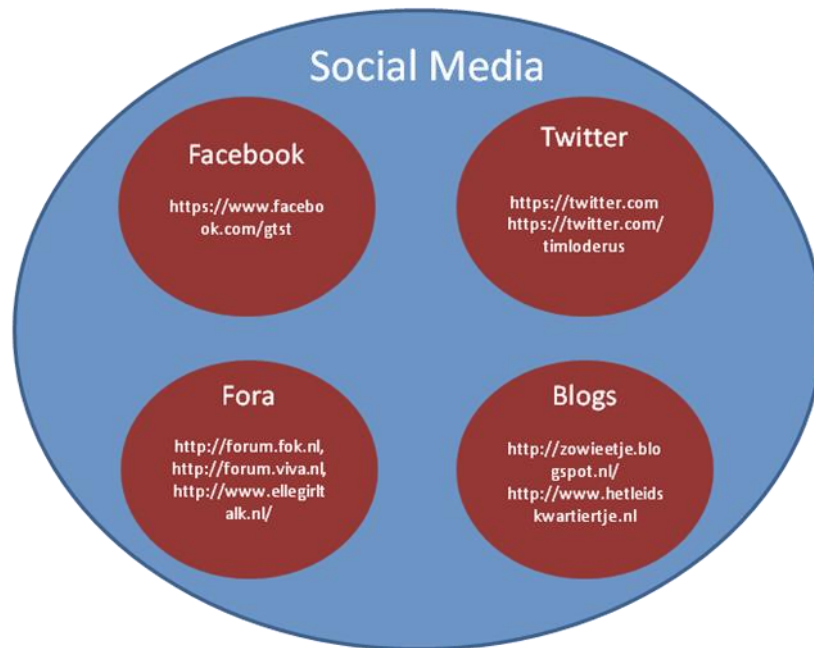 Social Media
Facebook
https://www.facebo
ok.com/gtst
Twitter
https://twitter.com
https://twitter.com/
timloderus
Fora
http://forum.fok.nl,
http://forum.viva.nl,
http://www.ellegirlt
alk.nl/
Blogs
http://zowieetje.blo
gspot.nl/
http://www.hetleids
kwartiertje.nl